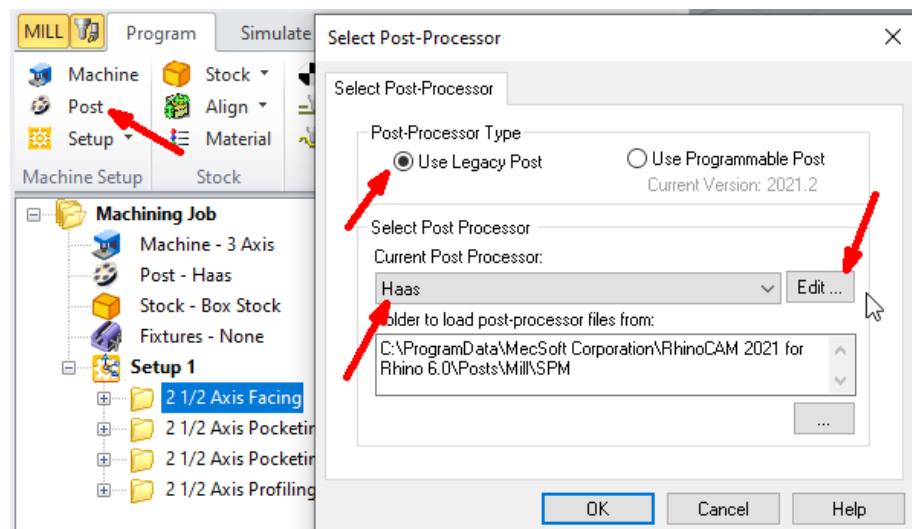 MILL
Program
Simulate
Machine
Stock
Post
Align
Setup
Material
Machine Setup
Stock
Machining Job
Machine - 3 Axis
Post - Haas
Stock - Box Stock
Fixtures - None
Setup 1
2 1/2 Axis Facing
2 1/2 Axis Pocketin
2 1/2 Axis Pocketin
2 1/2 Axis Profiling
Select Post-Processor
Select Post-Processor
Post-Processor Type
Use Legacy Post
Use Programmable Post
Current Version: 2021.2
Select Post Processor
Current Post Processor:
Haas
Edit ...
older to load post-processor files from:
C:\ProgramData\MecSoft Corporation\RhinoCAM 2021 for
Rhino 6.0\Posts\Mill\SPM
...
OK
Cancel
Help